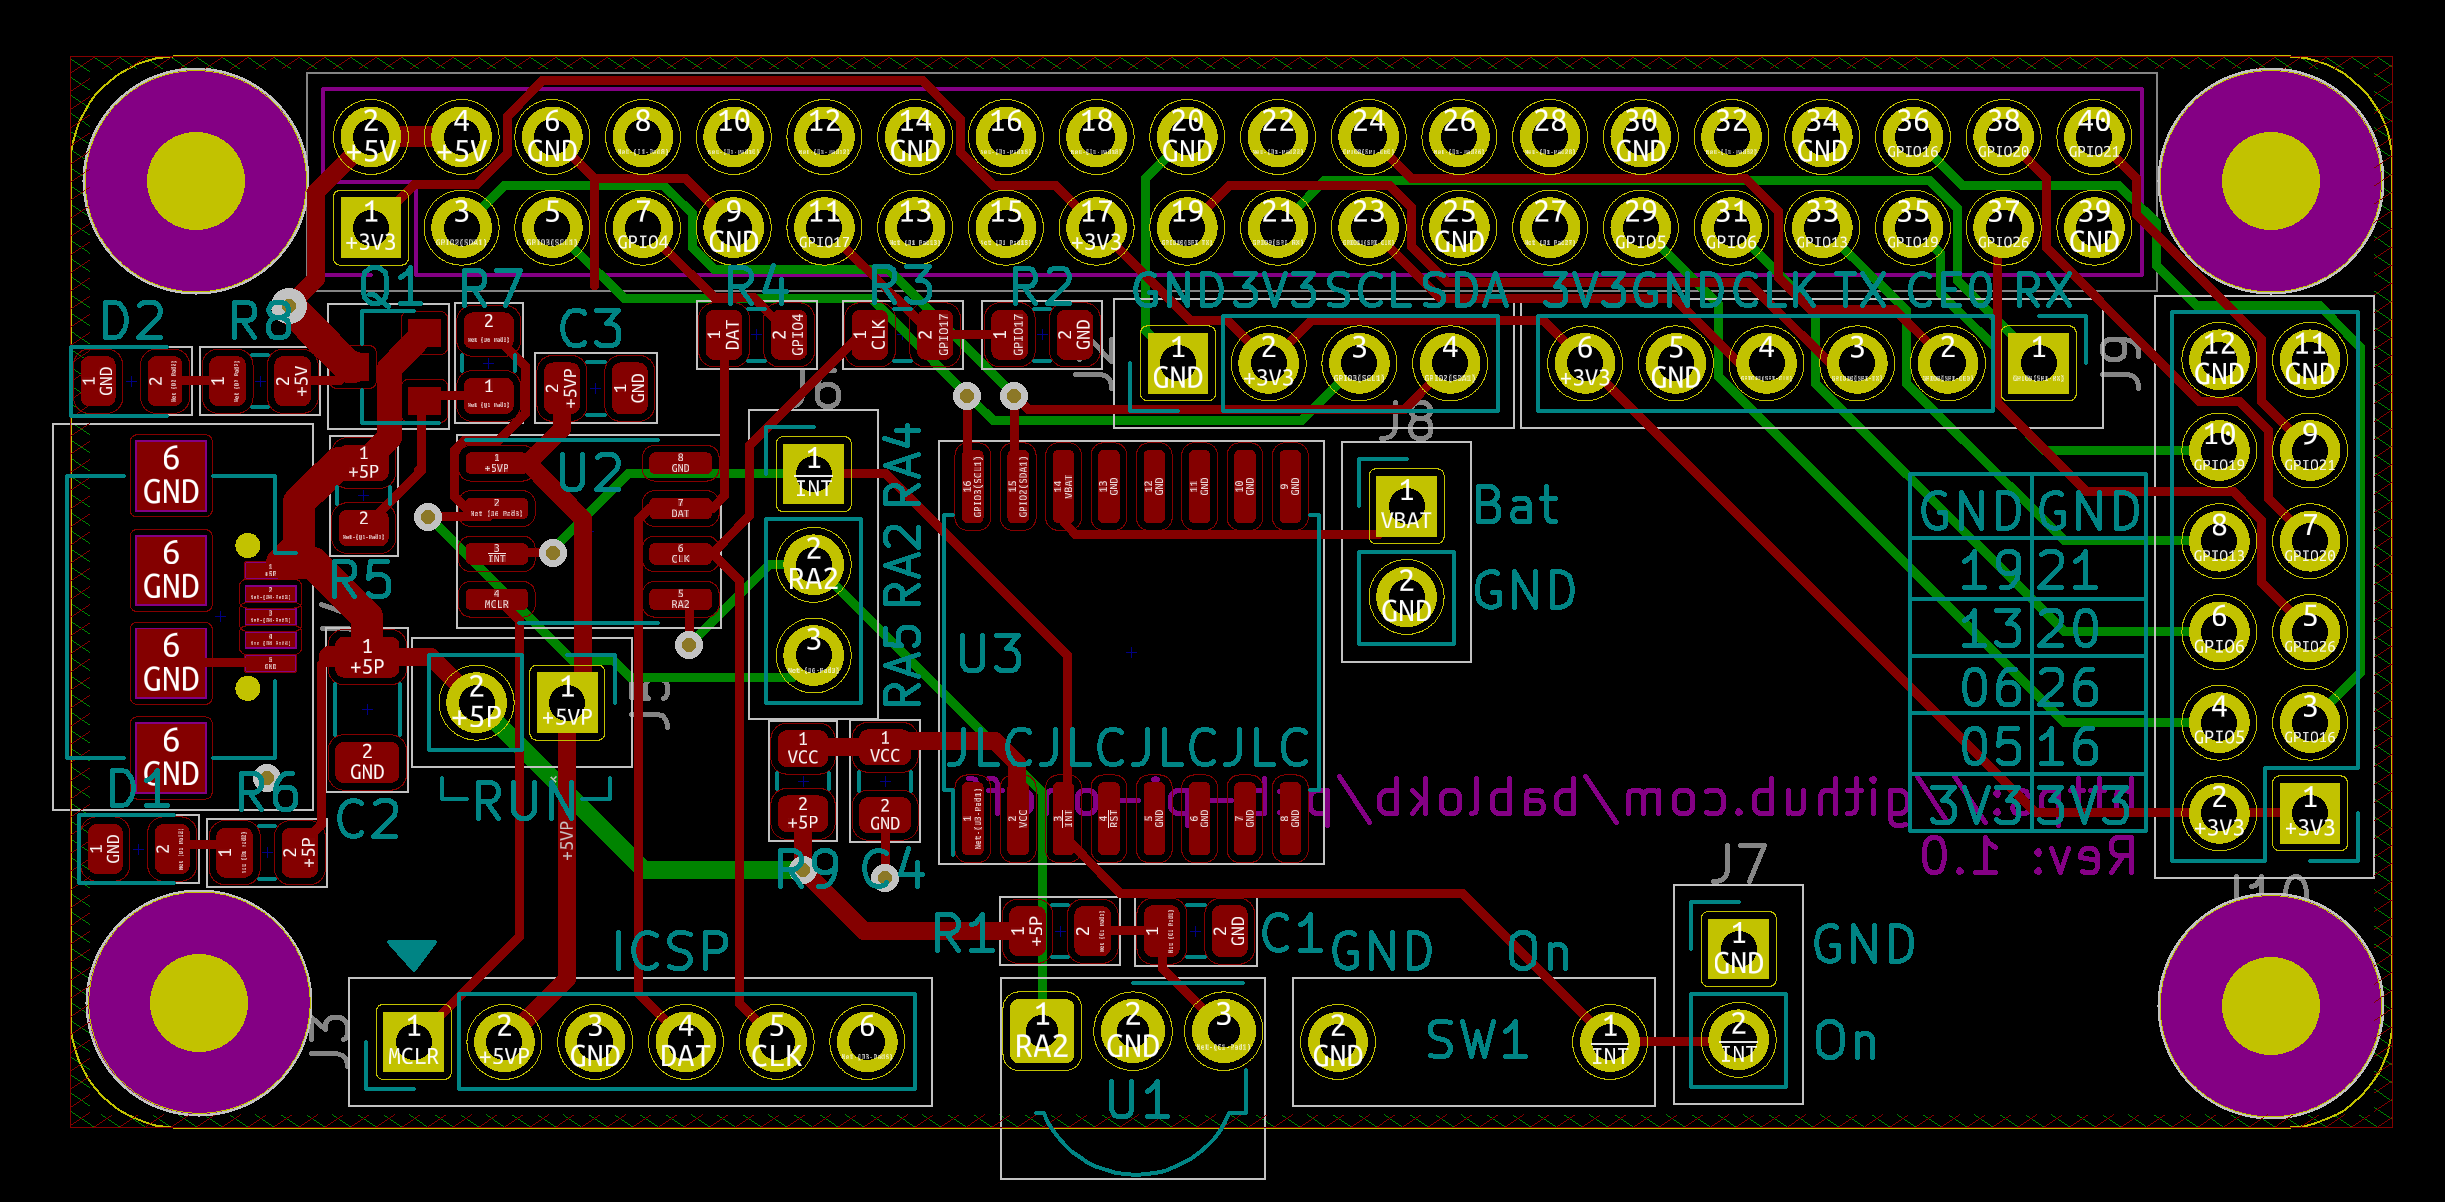 2 4 6 8 10 12 14 16 18 20 22 24 26 28 30 32 34 36 38 40
+5V +5V GND GND GND GND GND GPIO16 GPIO20 GPIO21
1 3 5 7 9 11 13 15 17 19 21 23 25 27 29 31 33 35 37 39
+3V3 GPIO2(SDA1) GPIO3(SCL1) GPIO4 GND GPIO17 +3V3 GND GPIO5 GPIO6 GPIO13 GPIO19 GPIO26 GND
Q1 R7 R4 R3 R2 GND 3V3 SCL SDA 3V3 GND CLK TX CE0 RX
D2 R8 C3
1 GND 2
1 2 +5V
2
1
2 +5VP 1 GND
1 DAT 2 GPIO4
1 CLK 2 GPIO17
1 GPIO17 2 GND
J2
1 2 3 4
GND +3V3 GPIO3(SCL1) GPIO2(SDA1)
6 5 4 3 2 1
+3V3 GND
J9
12 11
GND GND
10 9
GPIO19 GPIO21
8 7
GPIO13 GPIO20
6 5
GPIO6 GPIO26
4 3
GPIO5 GPIO16
2 1
+3V3 +3V3
J10
6
GND
6
GND
6
GND
6
GND
1
+5P
2
R5
U2
1
+5VP
2
3
INT
4
MCLR
8
GND
7
DAT
6
CLK
5
RA2
J6
1
INT
2
RA2
3
RA4
RA2
RA5
16 GPIO3(SCL1)
15 GPIO2(SDA1)
14 VBAT
13 GND
12 GND
11 GND
10 GND
9 GND
U3
JLCJLCJLCJLC
1
2 VCC
3 INT
4 RST
5 GND
6 GND
7 GND
8 GND
J8
1
VBAT
Bat
2
GND
GND
GND GND
19 21
13 20
06 26
05 16
3V3 3V3
Rev: 1.0
1
+5P
2
GND
C2
2 1
+5P +5VP
J5
RUN
+5VP
D1 R6
1 GND 2
1 2 +5P
1
VCC
2
+5P
R9
1
VCC
2
GND
C4
R1
1 +5P 2
1 2 GND
C1
ICSP
J3
1 2 3 4 5 6
MCLR +5VP GND DAT CLK
1 2 3
RA2 GND
U1
GND On
GND SW1
1
INT
J7
1
GND
GND
2
INT
On